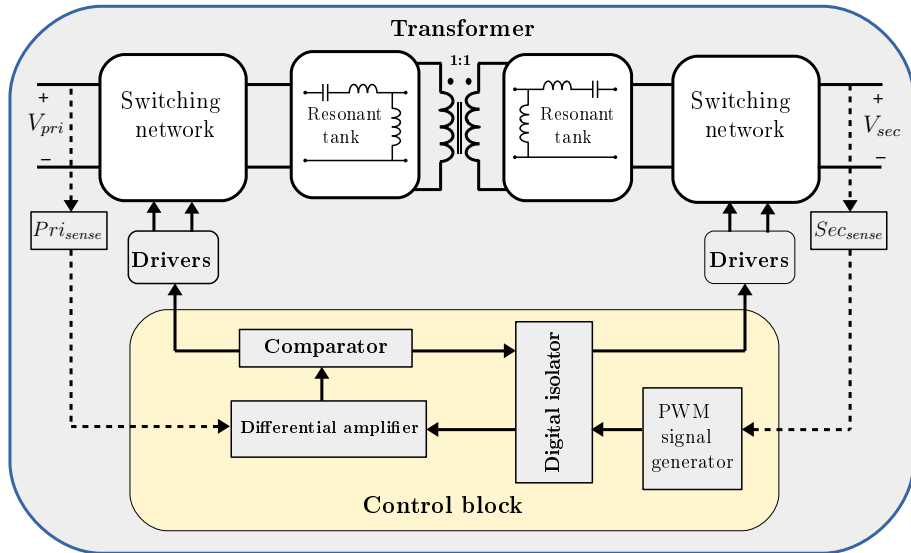 Transformer
1:1
Switching
network
Resonant
tank
Resonant
tank
Switching
network
+
V_pri
−
+
V_sec
−
Pri_sense
Sec_sense
Drivers
Drivers
Comparator
Differential amplifier
Digital isolator
PWM
signal
generator
Control block